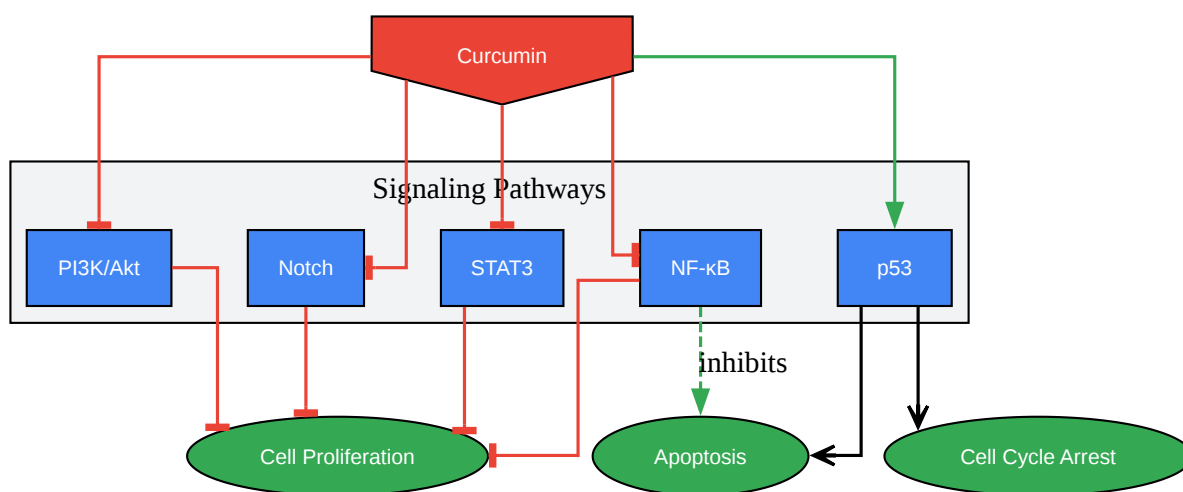 Curcumin
Signaling Pathways
PI3K/Akt
Notch
STAT3
NF-κB
p53
inhibits
Cell Proliferation
Apoptosis
Cell Cycle Arrest